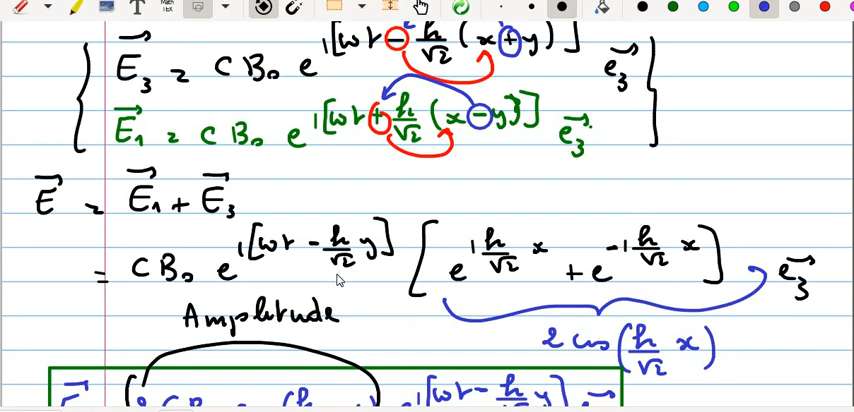 E⃗₃ = C B₀ e^{i[ωt − k/√2 (x + y)]} e⃗₃
E⃗₁ = C B₀ e^{i[ωt + k/√2 (x − y)]} e⃗₃
E⃗ = E⃗₁ + E⃗₃
= C B₀ e^{i[ωt − k/√2 y]} [e^{i k/√2 x} + e^{−i k/√2 x}] e⃗₃
Amplitude
2 cos(k/√2 x)